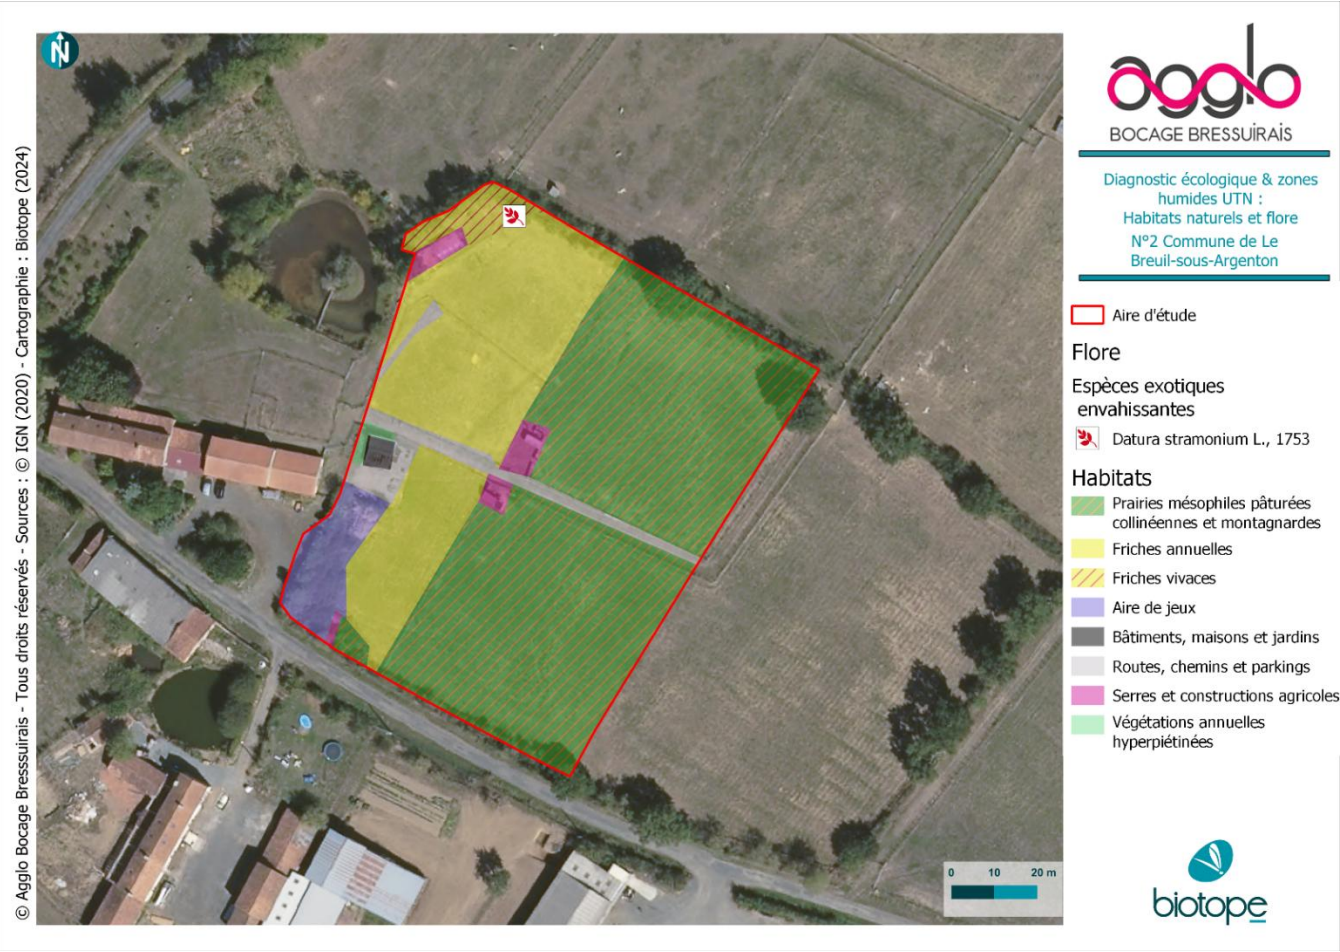 N
© Agglo Bocage Bresssuirais - Tous droits réservés - Sources : © IGN (2020) - Cartographie : Biotope (2024)
agglo
BOCAGE BRESSUIRAIS
Diagnostic écologique & zones
humides UTN :
Habitats naturels et flore
N°2 Commune de Le
Breuil-sous-Argenton
Aire d'étude
Flore
Espèces exotiques
envahissantes
Datura stramonium L., 1753
Habitats
Prairies mésophiles pâturées
collinéennes et montagnardes
Friches annuelles
Friches vivaces
Aire de jeux
Bâtiments, maisons et jardins
Routes, chemins et parkings
Serres et constructions agricoles
Végétations annuelles
hyperpiétinées
0 10 20 m
biotope